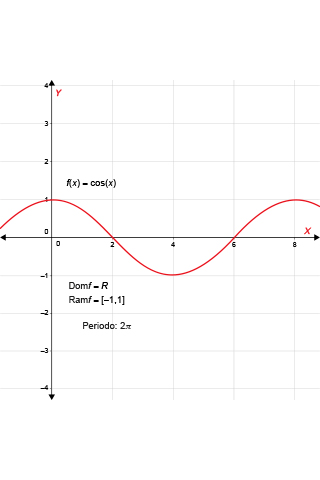 4
Y
3
2
f(x) = cos(x)
1
0
X
0 2 4 6 8
–1
Domf = R
Ramf = [–1,1]
–2
Periodo: 2π
–3
–4